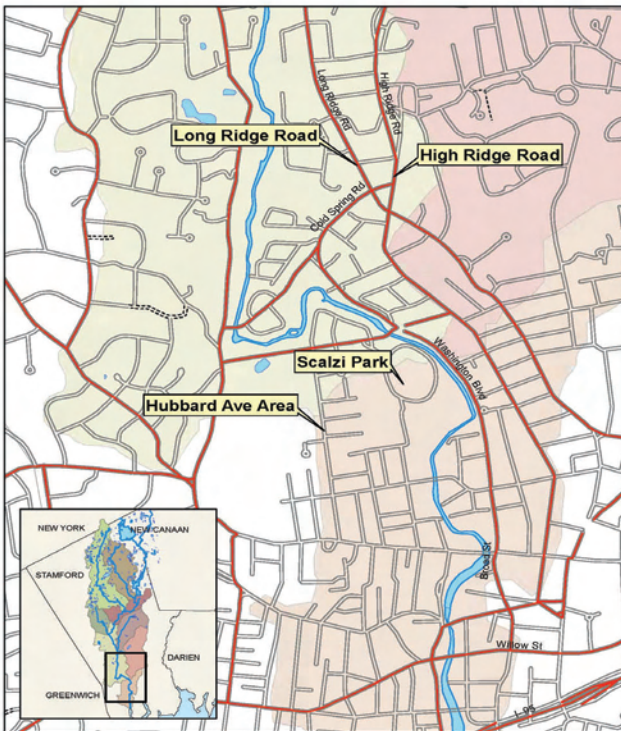 Long Ridge Rd
High Ridge Rd
Long Ridge Road
High Ridge Road
Cold Spring Rd
Washington Blvd
Scalzi Park
Hubbard Ave Area
Broad St
Willow St
I-95
NEW YORK
NEW CANAAN
STAMFORD
DARIEN
GREENWICH